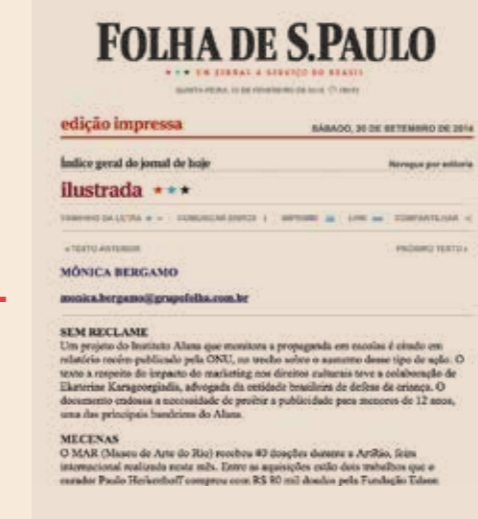 FOLHA DE S.PAULO
UM JORNAL A SERVIÇO DO BRASIL
edição impressa
SÁBADO, 20 DE SETEMBRO DE 2014
Índice geral do jornal de hoje
Navegue por editoria
ilustrada
TAMANHO DA LETRA COMUNICAR ERROS IMPRIMIR LINK COMPARTILHAR
« TEXTO ANTERIOR
PRÓXIMO TEXTO »
MÔNICA BERGAMO
monica.bergamo@grupofolha.com.br
SEM RECLAME
Um projeto do Instituto Alana que monitora a propaganda em escolas é citado em
relatório recém-publicado pela ONU, no trecho sobre o aumento desse tipo de ação. O
texto a respeito do impacto do marketing nos direitos culturais teve a colaboração de
Ekaterine Karageorgiadis, advogada da entidade brasileira de defesa da criança. O
documento endossa a necessidade de proibir a publicidade para menores de 12 anos,
uma das principais bandeiras do Alana.
MECENAS
O MAR (Museu de Arte do Rio) recebeu 40 doações durante a ArtRio, feira
internacional realizada neste mês. Entre as aquisições estão dois trabalhos que o
curador Paulo Herkenhoff comprou com R$ 80 mil doados pela Fundação Edson